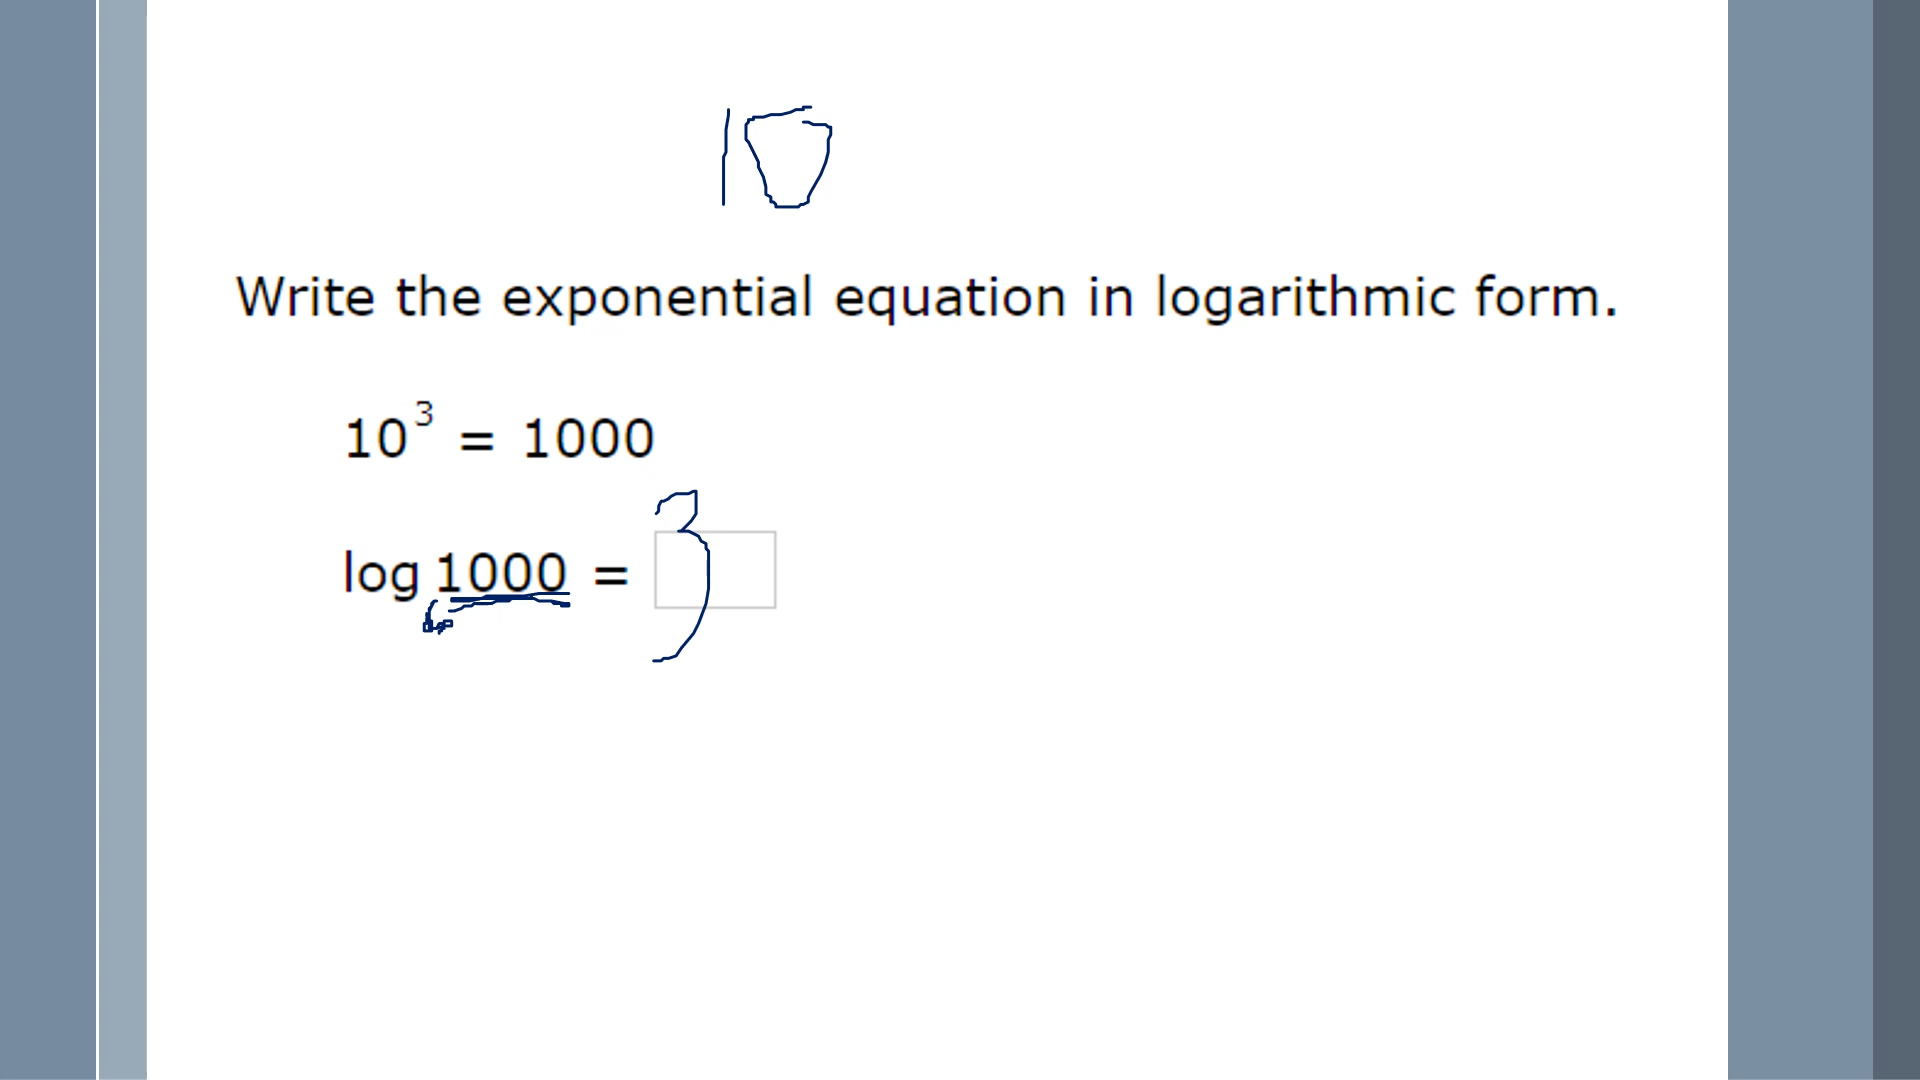 10
Write the exponential equation in logarithmic form.
10³ = 1000
log 1000 = 3